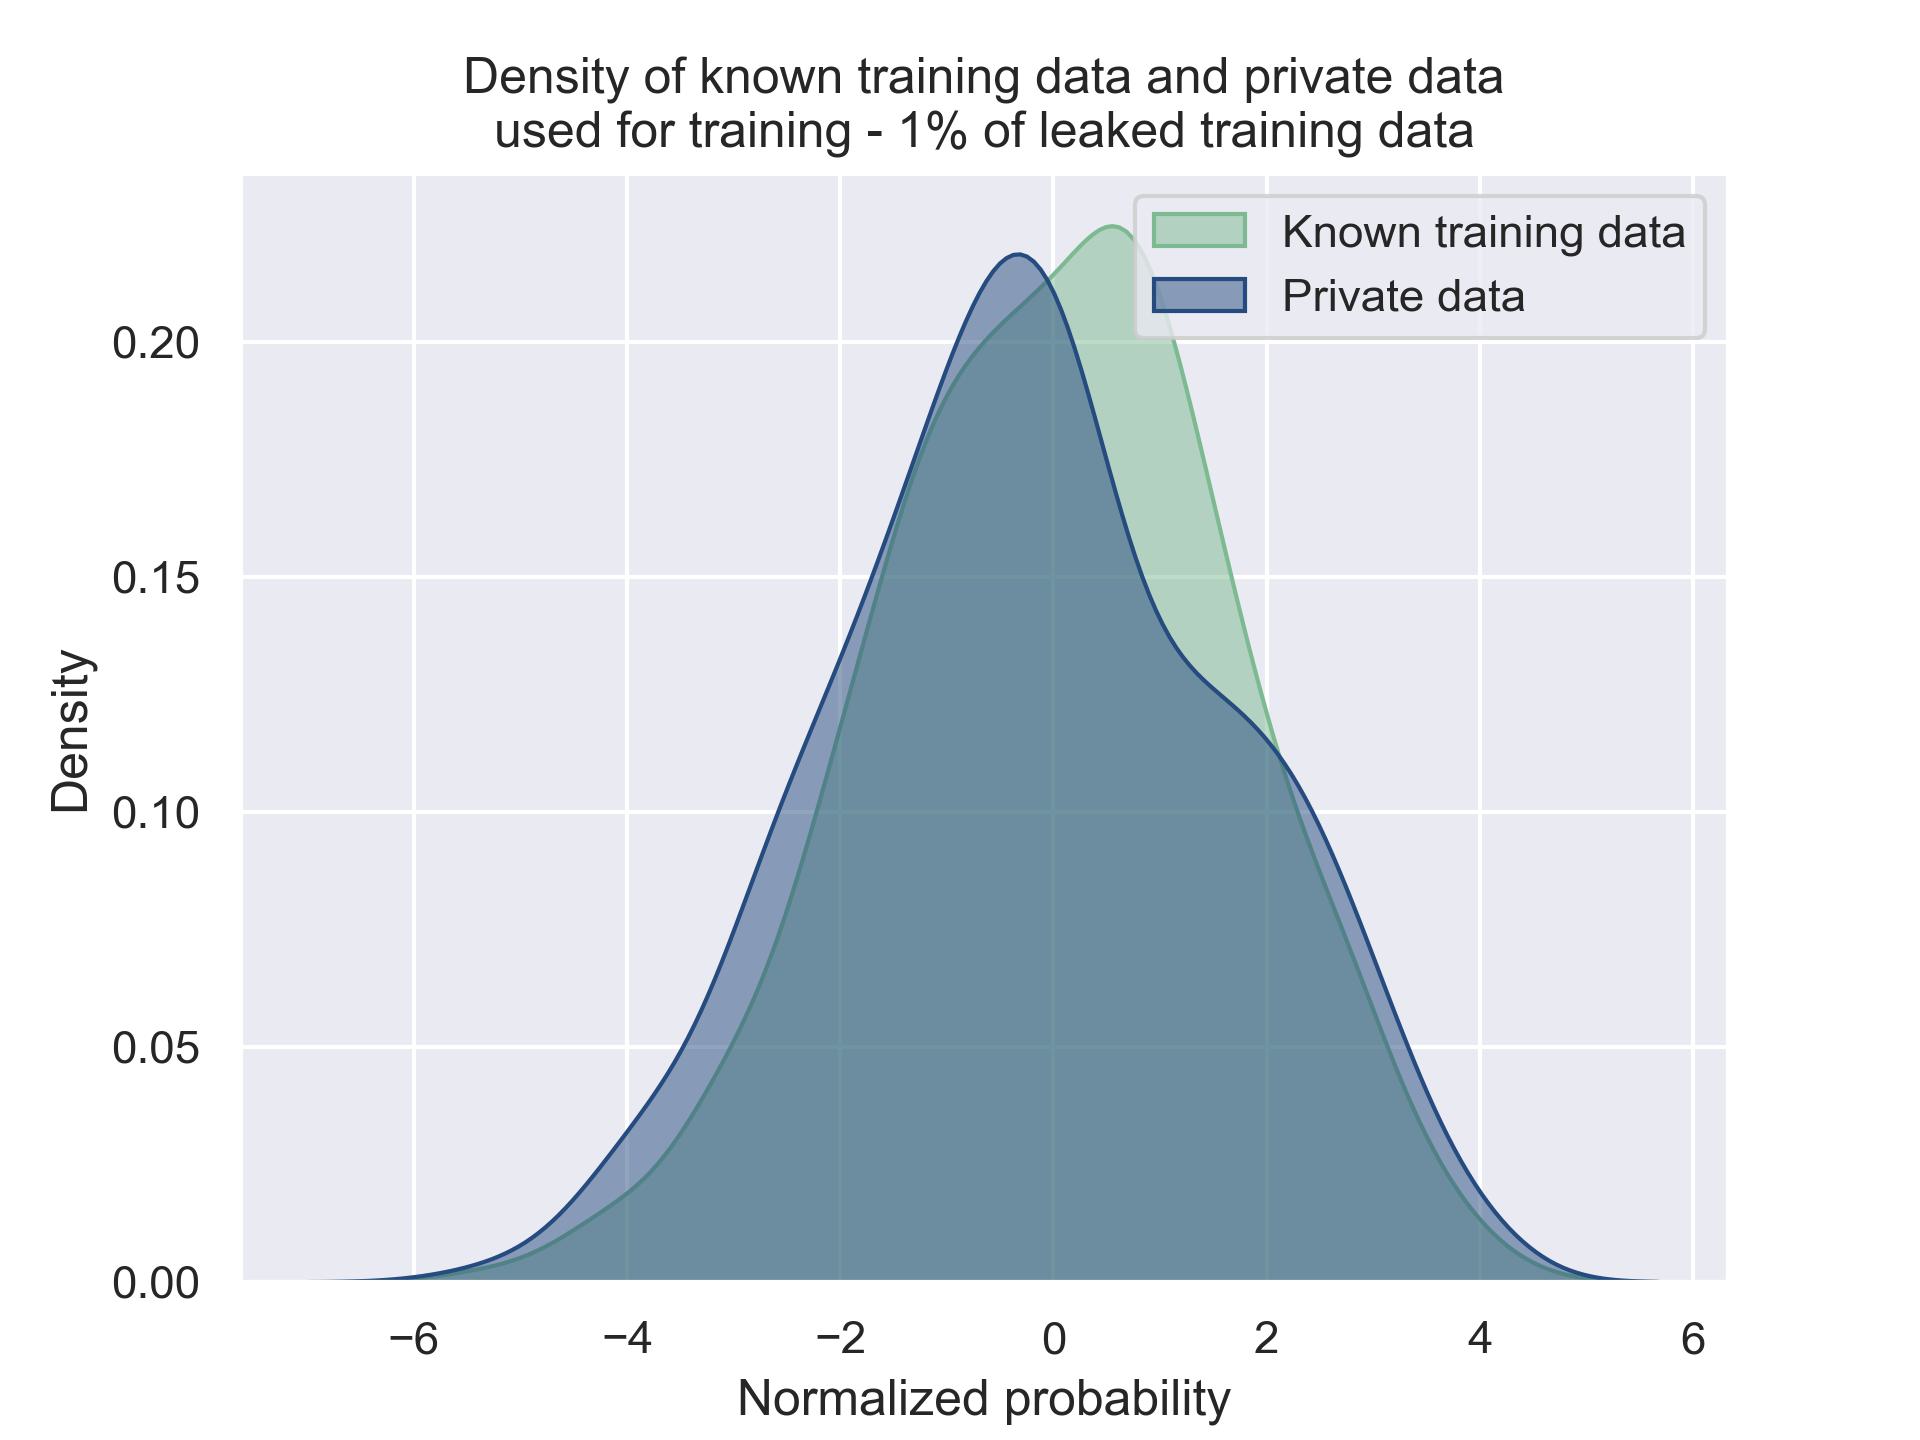 Density of known training data and private data
used for training - 1% of leaked training data
Known training data
Private data
Density
0.20
0.15
0.10
0.05
0.00
−6 −4 −2 0 2 4 6
Normalized probability